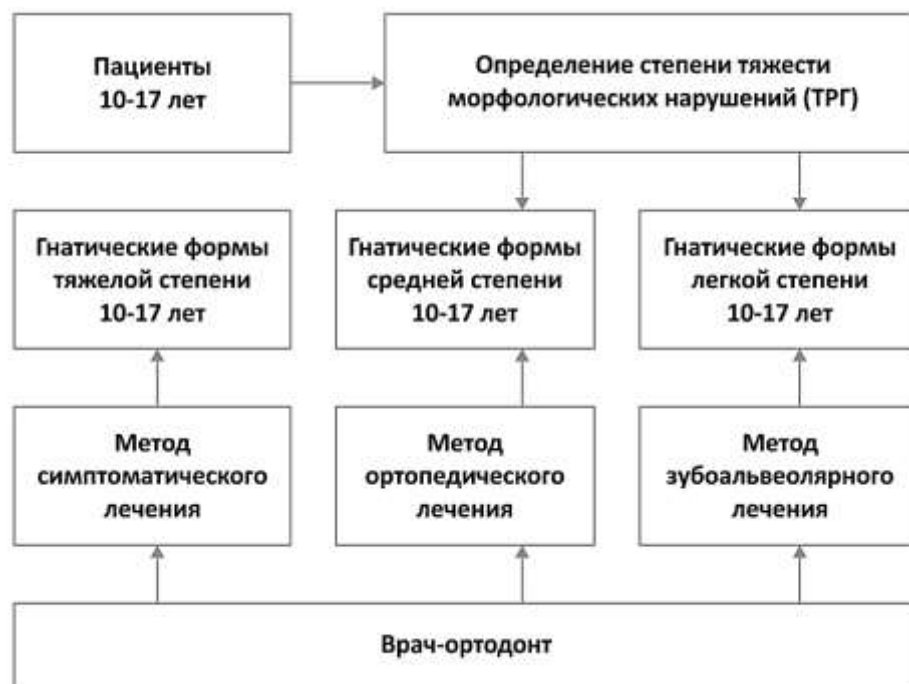 Пациенты
10-17 лет
Определение степени тяжести
морфологических нарушений (ТРГ)
Гнатические формы
тяжелой степени
10-17 лет
Гнатические формы
средней степени
10-17 лет
Гнатические формы
легкой степени
10-17 лет
Метод
симптоматического
лечения
Метод
ортопедического
лечения
Метод
зубоальвеолярного
лечения
Врач-ортодонт